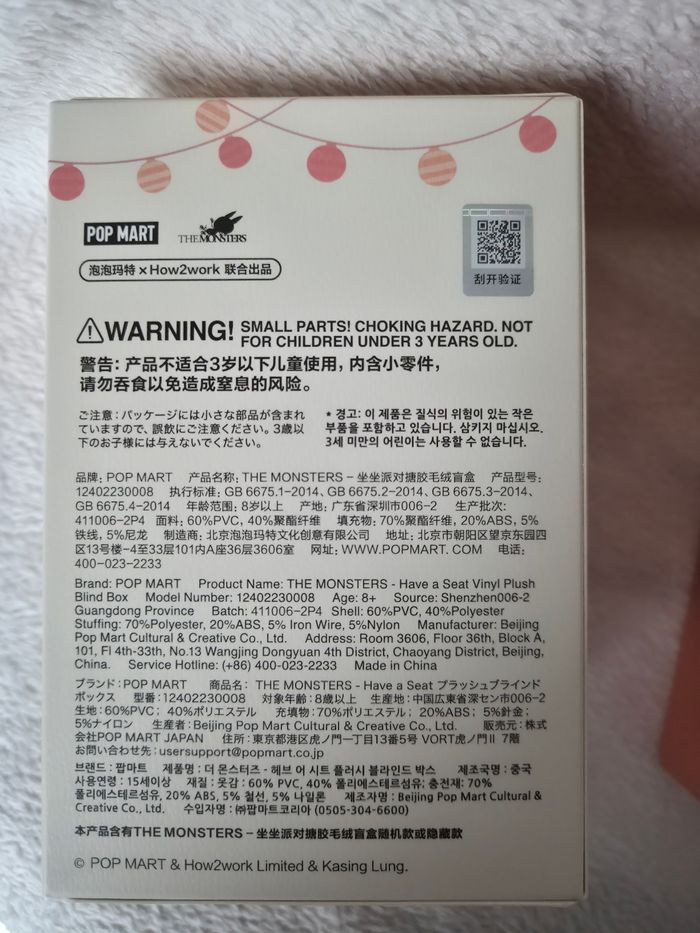 POP MART
THE MONSTERS
泡泡玛特 × How2work 联合出品
刮开验证
WARNING! SMALL PARTS! CHOKING HAZARD. NOT
FOR CHILDREN UNDER 3 YEARS OLD.
警告: 产品不适合3岁以下儿童使用, 内含小零件,
请勿吞食以免造成窒息的风险。
ご注意: パッケージには小さな部品が含まれ
ていますので、誤飲にご注意ください。3歳以
下のお子様には与えないでください。
* 경고: 이 제품은 질식의 위험이 있는 작은
부품을 포함하고 있습니다. 삼키지 마십시오.
3세 미만의 어린이는 사용할 수 없습니다.
品牌: POP MART 产品名称: THE MONSTERS – 坐坐派对搪胶毛绒盲盒 产品型号:
12402230008 执行标准: GB 6675.1-2014、GB 6675.2-2014、GB 6675.3-2014、
GB 6675.4-2014 年龄范围: 8岁以上 产地: 广东省深圳市006-2 生产批次:
411006-2P4 面料: 60%PVC, 40%聚酯纤维 填充物: 70%聚酯纤维, 20%ABS, 5%
铁线, 5%尼龙 制造商: 北京泡泡玛特文化创意有限公司 地址: 北京市朝阳区望京东园四
区13号楼-4至33层101内A座36层3606室 网址: WWW.POPMART. COM 电话:
400-023-2233
Brand: POP MART Product Name: THE MONSTERS - Have a Seat Vinyl Plush
Blind Box Model Number: 12402230008 Age: 8+ Source: Shenzhen006-2
Guangdong Province Batch: 411006-2P4 Shell: 60%PVC, 40%Polyester
Stuffing: 70%Polyester, 20%ABS, 5% Iron Wire, 5%Nylon Manufacturer: Beijing
Pop Mart Cultural & Creative Co., Ltd. Address: Room 3606, Floor 36th, Block A,
101, Fl 4th-33th, No.13 Wangjing Dongyuan 4th District, Chaoyang District, Beijing,
China. Service Hotline: (+86) 400-023-2233 Made in China
ブランド: POP MART 商品名: THE MONSTERS - Have a Seat プラッシュブラインド
ボックス 型番: 12402230008 対象年齢: 8歳以上 生産地: 中国広東省深セン市006-2
生地: 60%PVC; 40%ポリエステル 充填物: 70%ポリエステル; 20%ABS; 5%針金;
5%ナイロン 生産者: Beijing Pop Mart Cultural & Creative Co., Ltd. 販売元: 株式
会社POP MART JAPAN 住所: 東京都港区虎ノ門一丁目13番5号 VORT虎ノ門II 7階
お問い合わせ先: usersupport@popmart.co.jp
브랜드 : 팝마트 제품명 : 더 몬스터즈 - 헤브 어 시트 플러시 블라인드 박스 제조국명 : 중국
사용연령 : 15세이상 재질 : 옷감 : 60% PVC, 40% 폴리에스테르섬유; 충전재: 70%
폴리에스테르섬유, 20% ABS, 5% 철선, 5% 나일론 제조자명 : Beijing Pop Mart Cultural &
Creative Co., Ltd. 수입자명 : ㈜팝마트코리아 (0505-304-6600)
本产品含有THE MONSTERS – 坐坐派对搪胶毛绒盲盒随机款或隐藏款
© POP MART & How2work Limited & Kasing Lung.